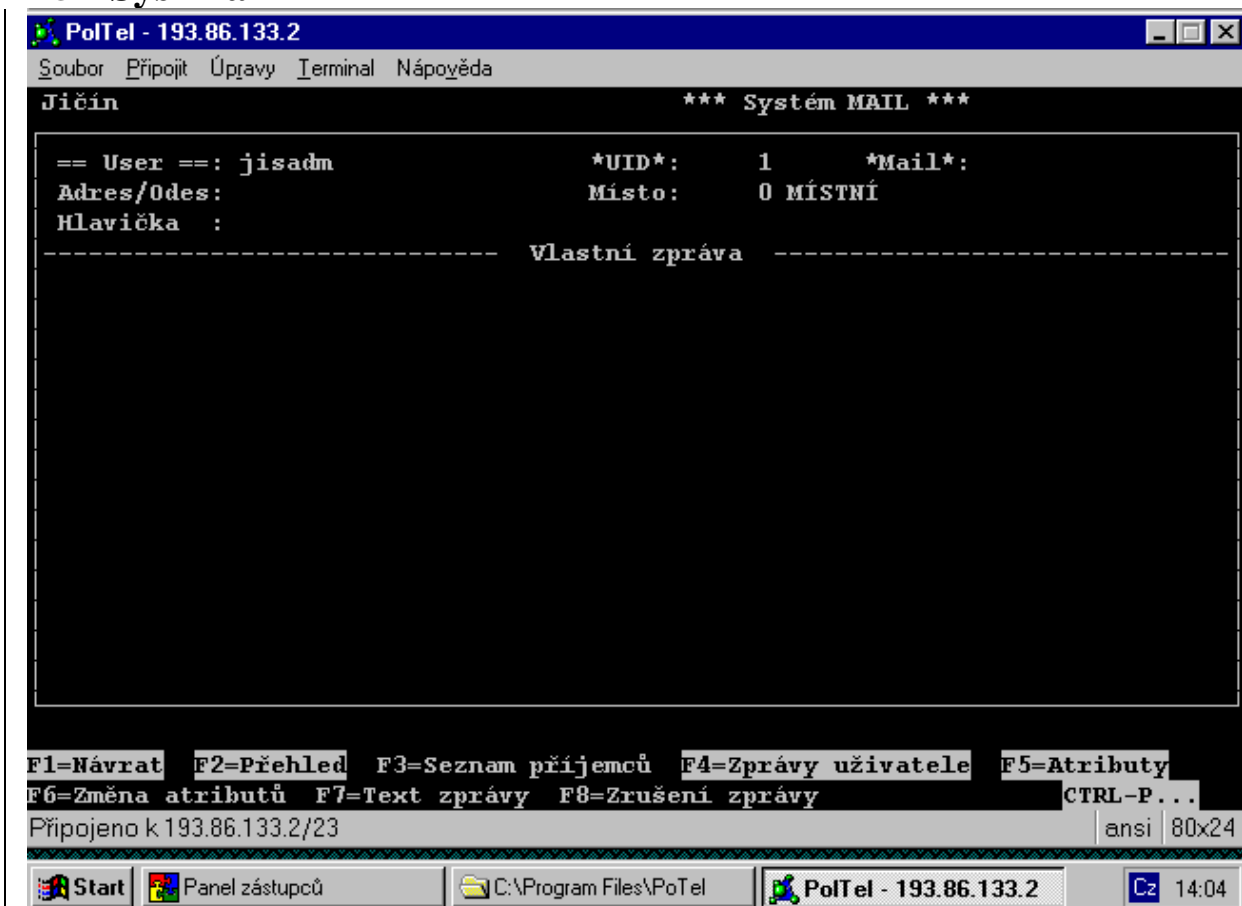 PolTel - 193.86.133.2
Soubor Připojit Úpravy Terminal Nápověda
Jičín *** Systém MAIL ***
== User ==: jisadm *UID*: 1 *Mail*:
Adres/Odes: Místo: 0 MÍSTNÍ
Hlavička :
------------------------------ Vlastní zpráva ------------------------------
F1=Návrat F2=Přehled F3=Seznam příjemců F4=Zprávy uživatele F5=Atributy
F6=Změna atributů F7=Text zprávy F8=Zrušení zprávy CTRL-P...
Připojeno k 193.86.133.2/23 ansi 80x24
Start Panel zástupců C:\Program Files\PoTel PolTel - 193.86.133.2 Cz 14:04